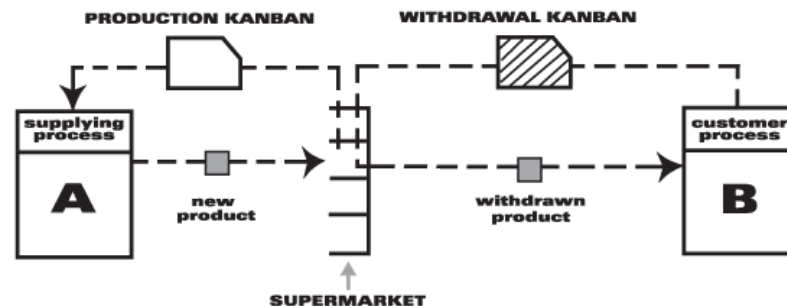 PRODUCTION KANBAN
WITHDRAWAL KANBAN
supplying
process
customer
process
A
B
new
product
withdrawn
product
SUPERMARKET